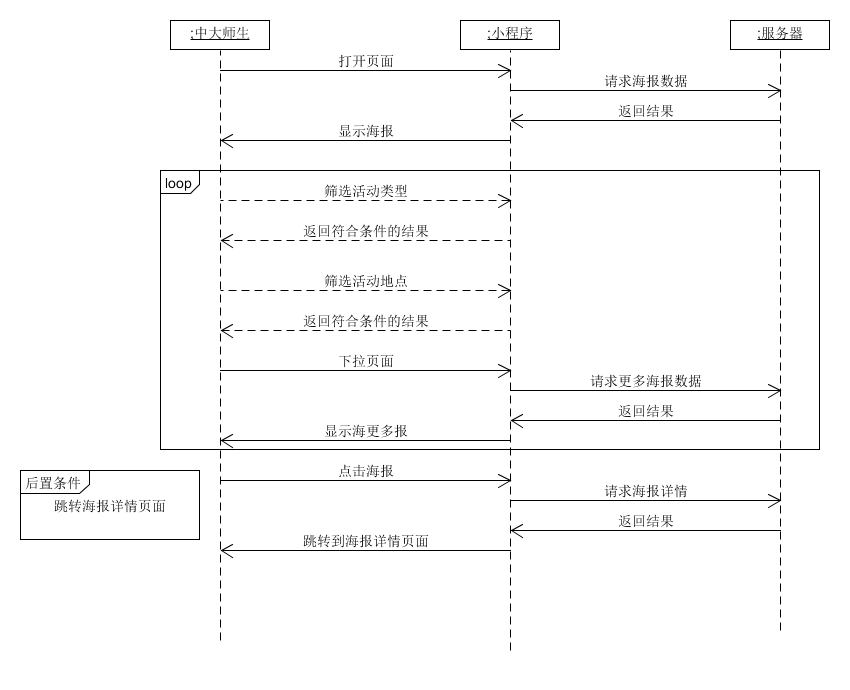 :中大师生
:小程序
:服务器
打开页面
请求海报数据
返回结果
显示海报
loop
筛选活动类型
返回符合条件的结果
筛选活动地点
返回符合条件的结果
下拉页面
请求更多海报数据
返回结果
显示海更多报
后置条件
跳转海报详情页面
点击海报
请求海报详情
返回结果
跳转到海报详情页面